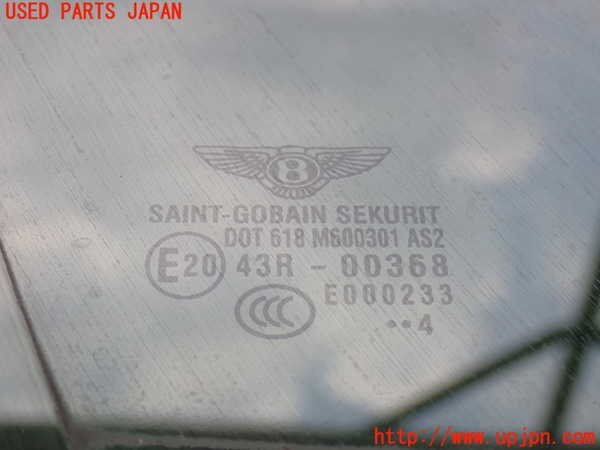 USED PARTS JAPAN
B
SAINT-GOBAIN SEKURIT
DOT 618 M600301 AS2
E20 43R - 00368
CCC E000233
••4
http://www.upjpn.com/